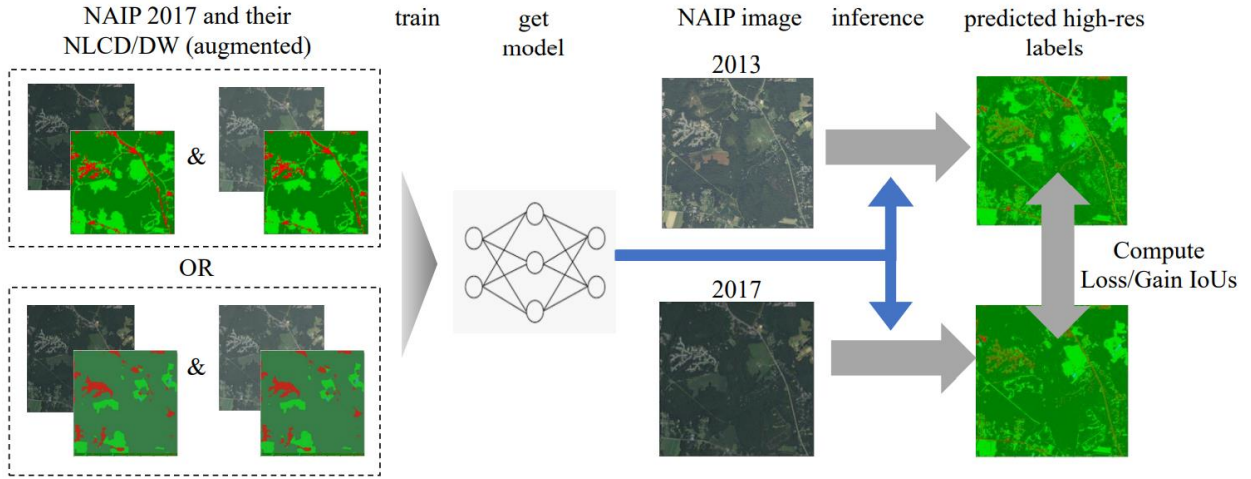 NAIP 2017 and their
NLCD/DW (augmented)
train
get
model
NAIP image
inference
predicted high-res
labels
&
OR
&
2013
2017
Compute
Loss/Gain IoUs